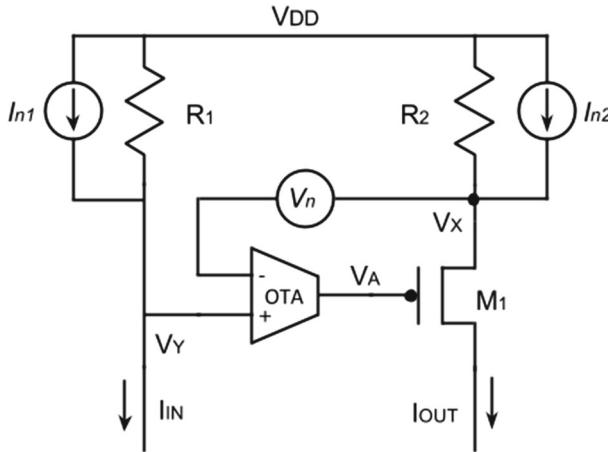 VDD
In1
R1
R2
In2
Vn
VX
-
OTA
VA
M1
+
VY
IIN
IOUT